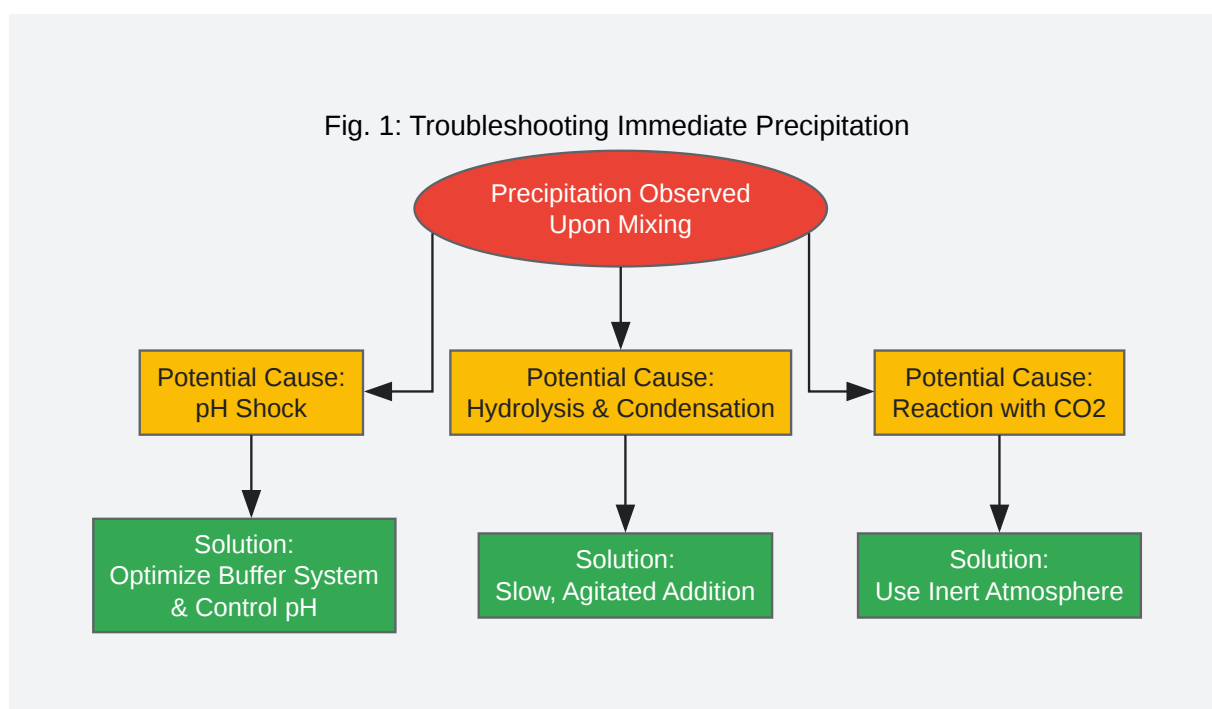 Fig. 1: Troubleshooting Immediate Precipitation
Precipitation Observed
Upon Mixing
Potential Cause:
pH Shock
Potential Cause:
Hydrolysis & Condensation
Potential Cause:
Reaction with CO2
Solution:
Optimize Buffer System
& Control pH
Solution:
Slow, Agitated Addition
Solution:
Use Inert Atmosphere